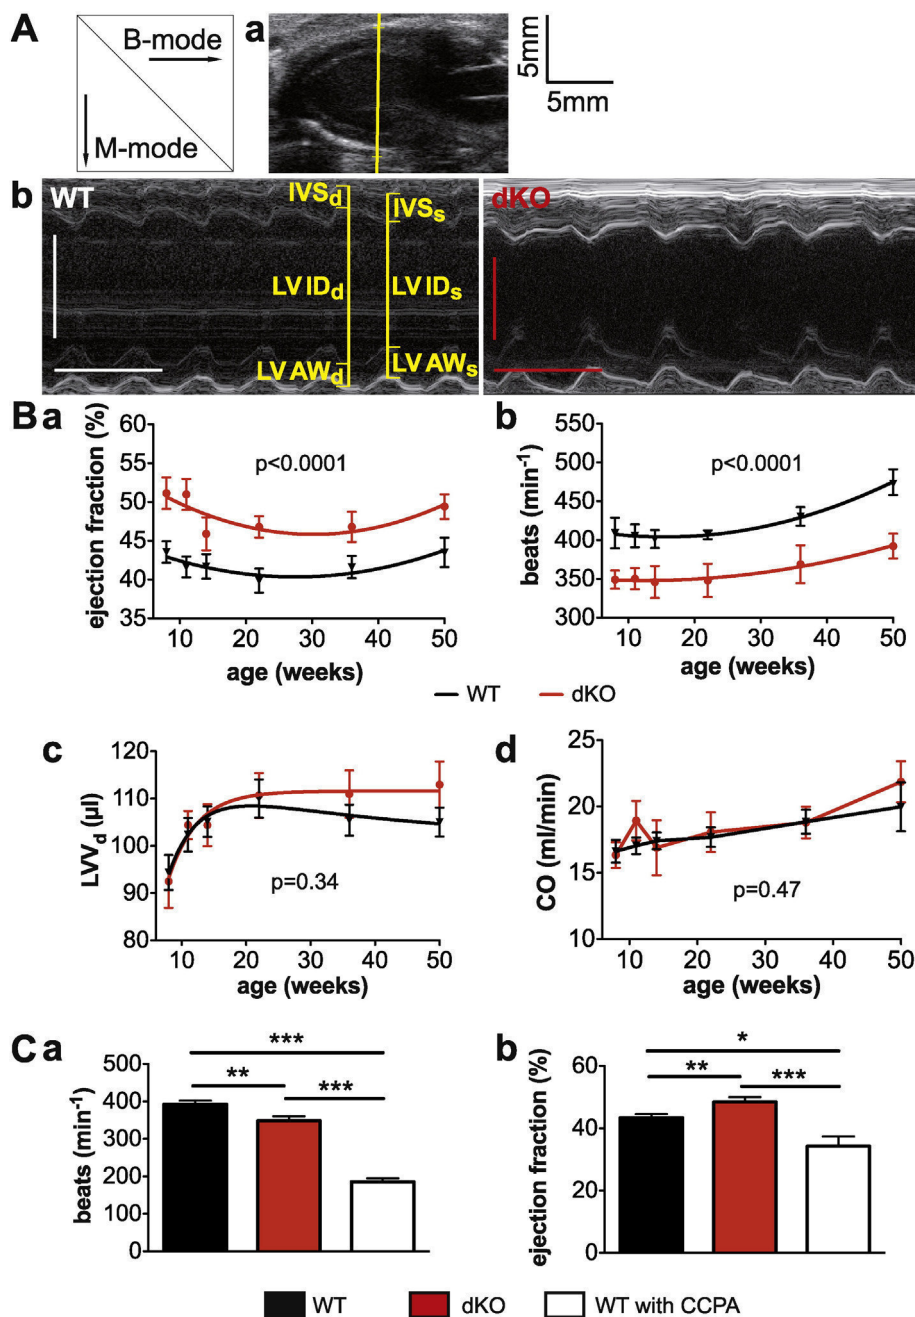 A
B-mode
M-mode
a
5mm
5mm
b
WT
IVSd
IVSs
LV IDd
LV IDs
LV AWd
LV AWs
dKO
B a
ejection fraction (%)
60
55
50
45
40
35
p<0.0001
10 20 30 40 50
age (weeks)
b
beats (min-1)
550
500
450
400
350
300
p<0.0001
10 20 30 40 50
age (weeks)
WT dKO
c
LVVd (µl)
120
110
100
90
80
p=0.34
10 20 30 40 50
age (weeks)
d
CO (ml/min)
25
20
15
10
p=0.47
10 20 30 40 50
age (weeks)
C a
beats (min-1)
500
400
300
200
100
0
***
** ***
b
ejection fraction (%)
60
40
20
0
*
** ***
WT dKO WT with CCPA